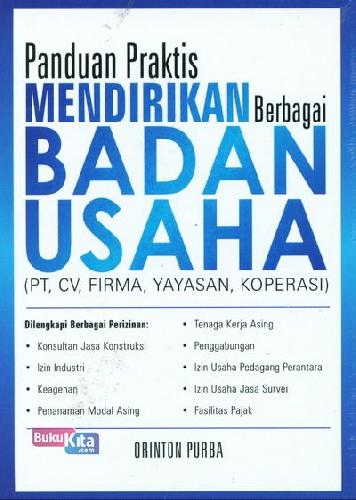 Panduan Praktis
MENDIRIKAN Berbagai
BADAN
USAHA
(PT, CV, FIRMA, YAYASAN, KOPERASI)
Dilengkapi Berbagai Perizinan:
• Konsultan Jasa Konstruksi
• Izin Industri
• Keagenan
• Penanaman Modal Asing
• Tenaga Kerja Asing
• Penggabungan
• Izin Usaha Pedagang Perantara
• Izin Usaha Jasa Survei
• Fasilitas Pajak
BukuKita
.com
ORINTON PURBA